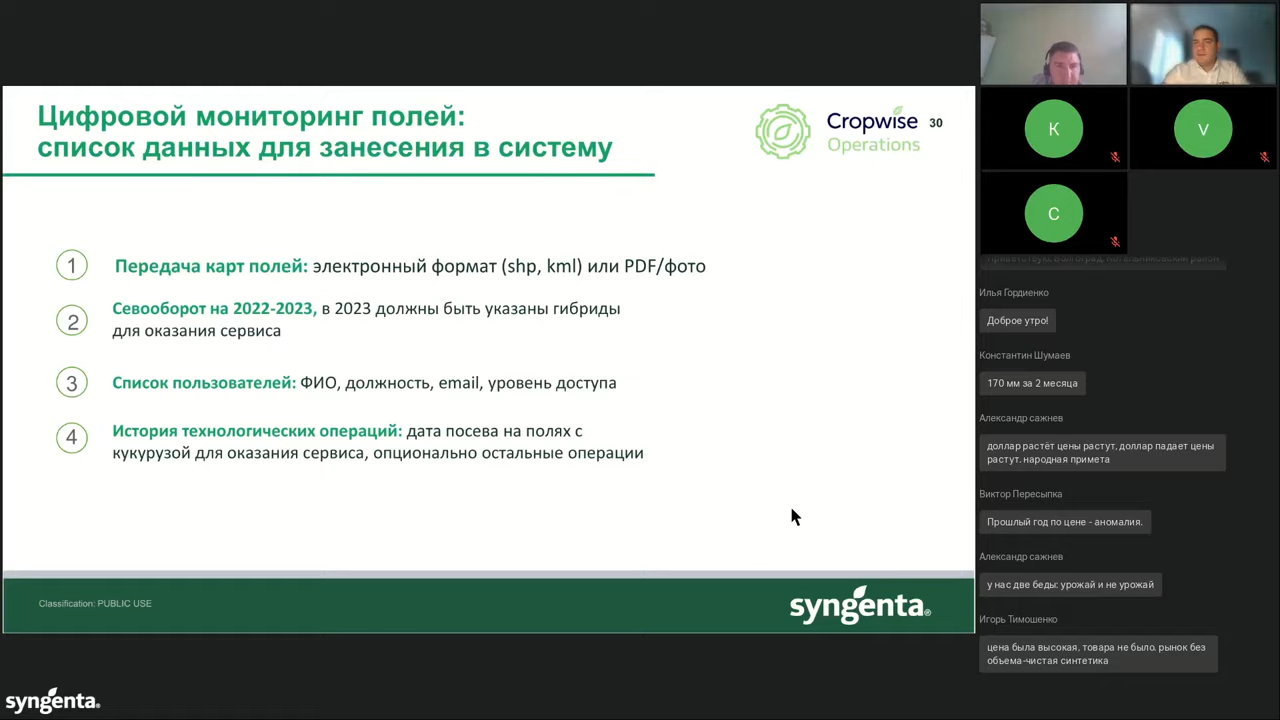 Цифровой мониторинг полей:
список данных для занесения в систему
Cropwise
Operations
30
1
Передача карт полей: электронный формат (shp, kml) или PDF/фото
2
Севооборот на 2022-2023, в 2023 должны быть указаны гибриды
для оказания сервиса
3
Список пользователей: ФИО, должность, email, уровень доступа
4
История технологических операций: дата посева на полях с
кукурузой для оказания сервиса, опционально остальные операции
Classification: PUBLIC USE
syngenta®
syngenta®
K
V
C
Илья Гордиенко
Доброе утро!
Константин Шумаев
170 мм за 2 месяца
Александр сажнев
доллар растёт цены растут, доллар падает цены
растут. народная примета
Виктор Пересыпка
Прошлый год по цене - аномалия.
Александр сажнев
у нас две беды: урожай и не урожай
Игорь Тимошенко
цена была высокая, товара не было. рынок без
объема-чистая синтетика